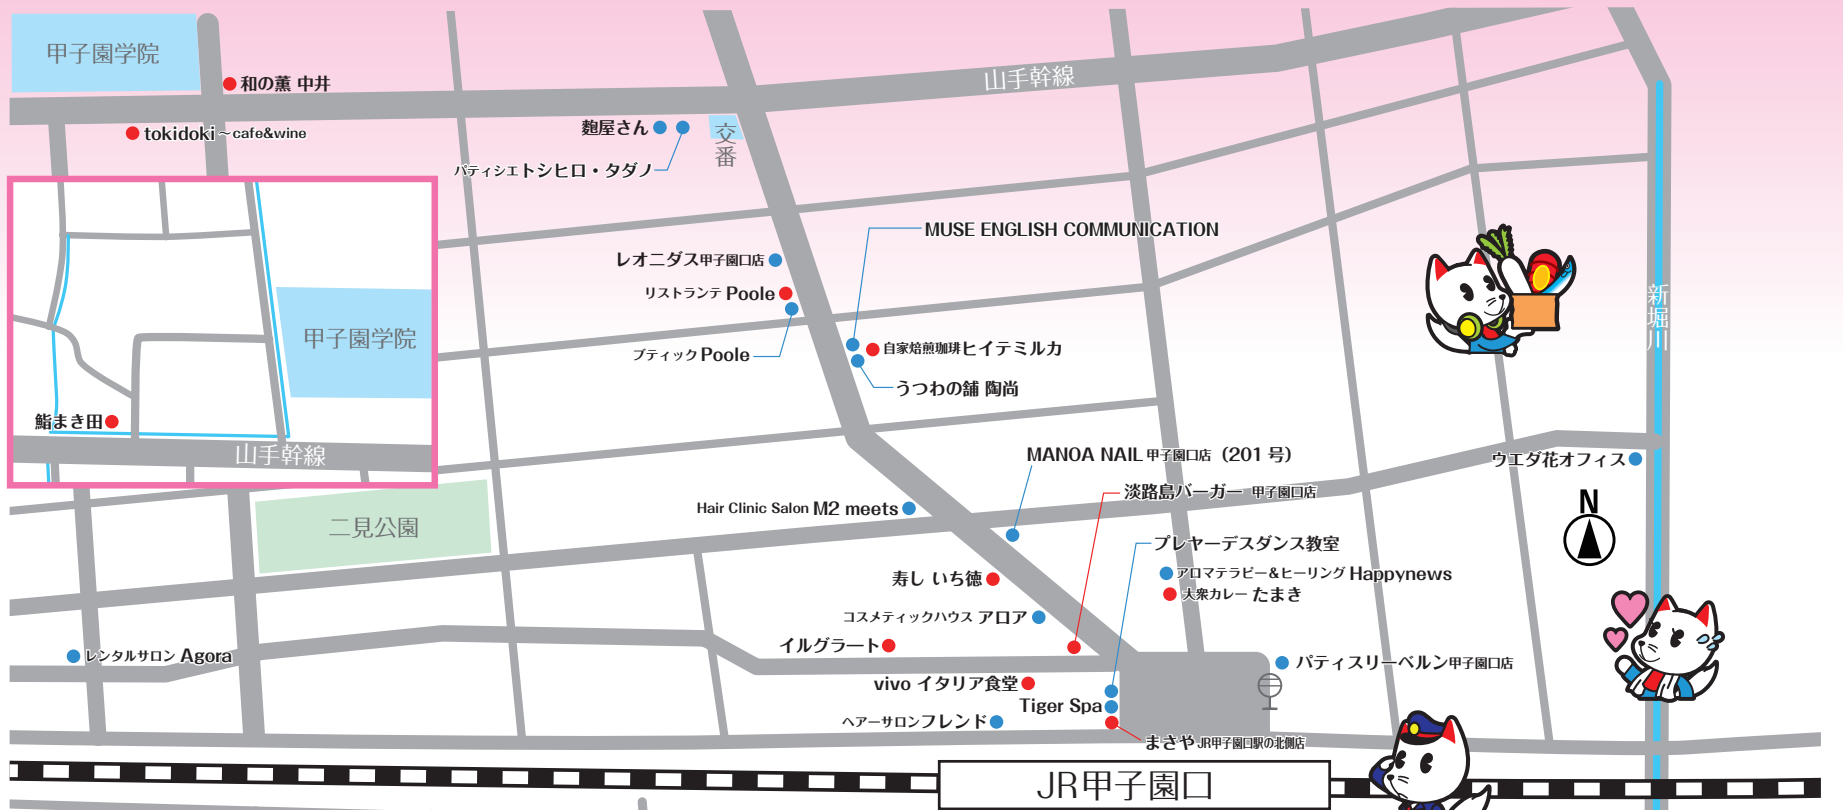 甲子園学院
和の薫 中井
山手幹線
tokidoki ～cafe&wine
麹屋さん
交番
パティシエトシヒロ・タダノ
MUSE ENGLISH COMMUNICATION
レオニダス甲子園口店
リストランテ Poole
ブティック Poole
自家焙煎珈琲ヒイテミルカ
うつわの舗 陶尚
新堀川
甲子園学院
鮨まき田
山手幹線
MANOA NAIL 甲子園口店（201 号）
ウエダ花オフィス
淡路島バーガー 甲子園口店
N
Hair Clinic Salon M2 meets
二見公園
プレヤーデスダンス教室
アロマテラピー＆ヒーリング Happynews
寿し いち徳
大衆カレー たまき
コスメティックハウス アロア
イルグラート
レンタルサロン Agora
パティスリーベルン甲子園口店
vivo イタリア食堂
Tiger Spa
ヘアーサロンフレンド
まさや JR甲子園口駅の北側店
JR甲子園口